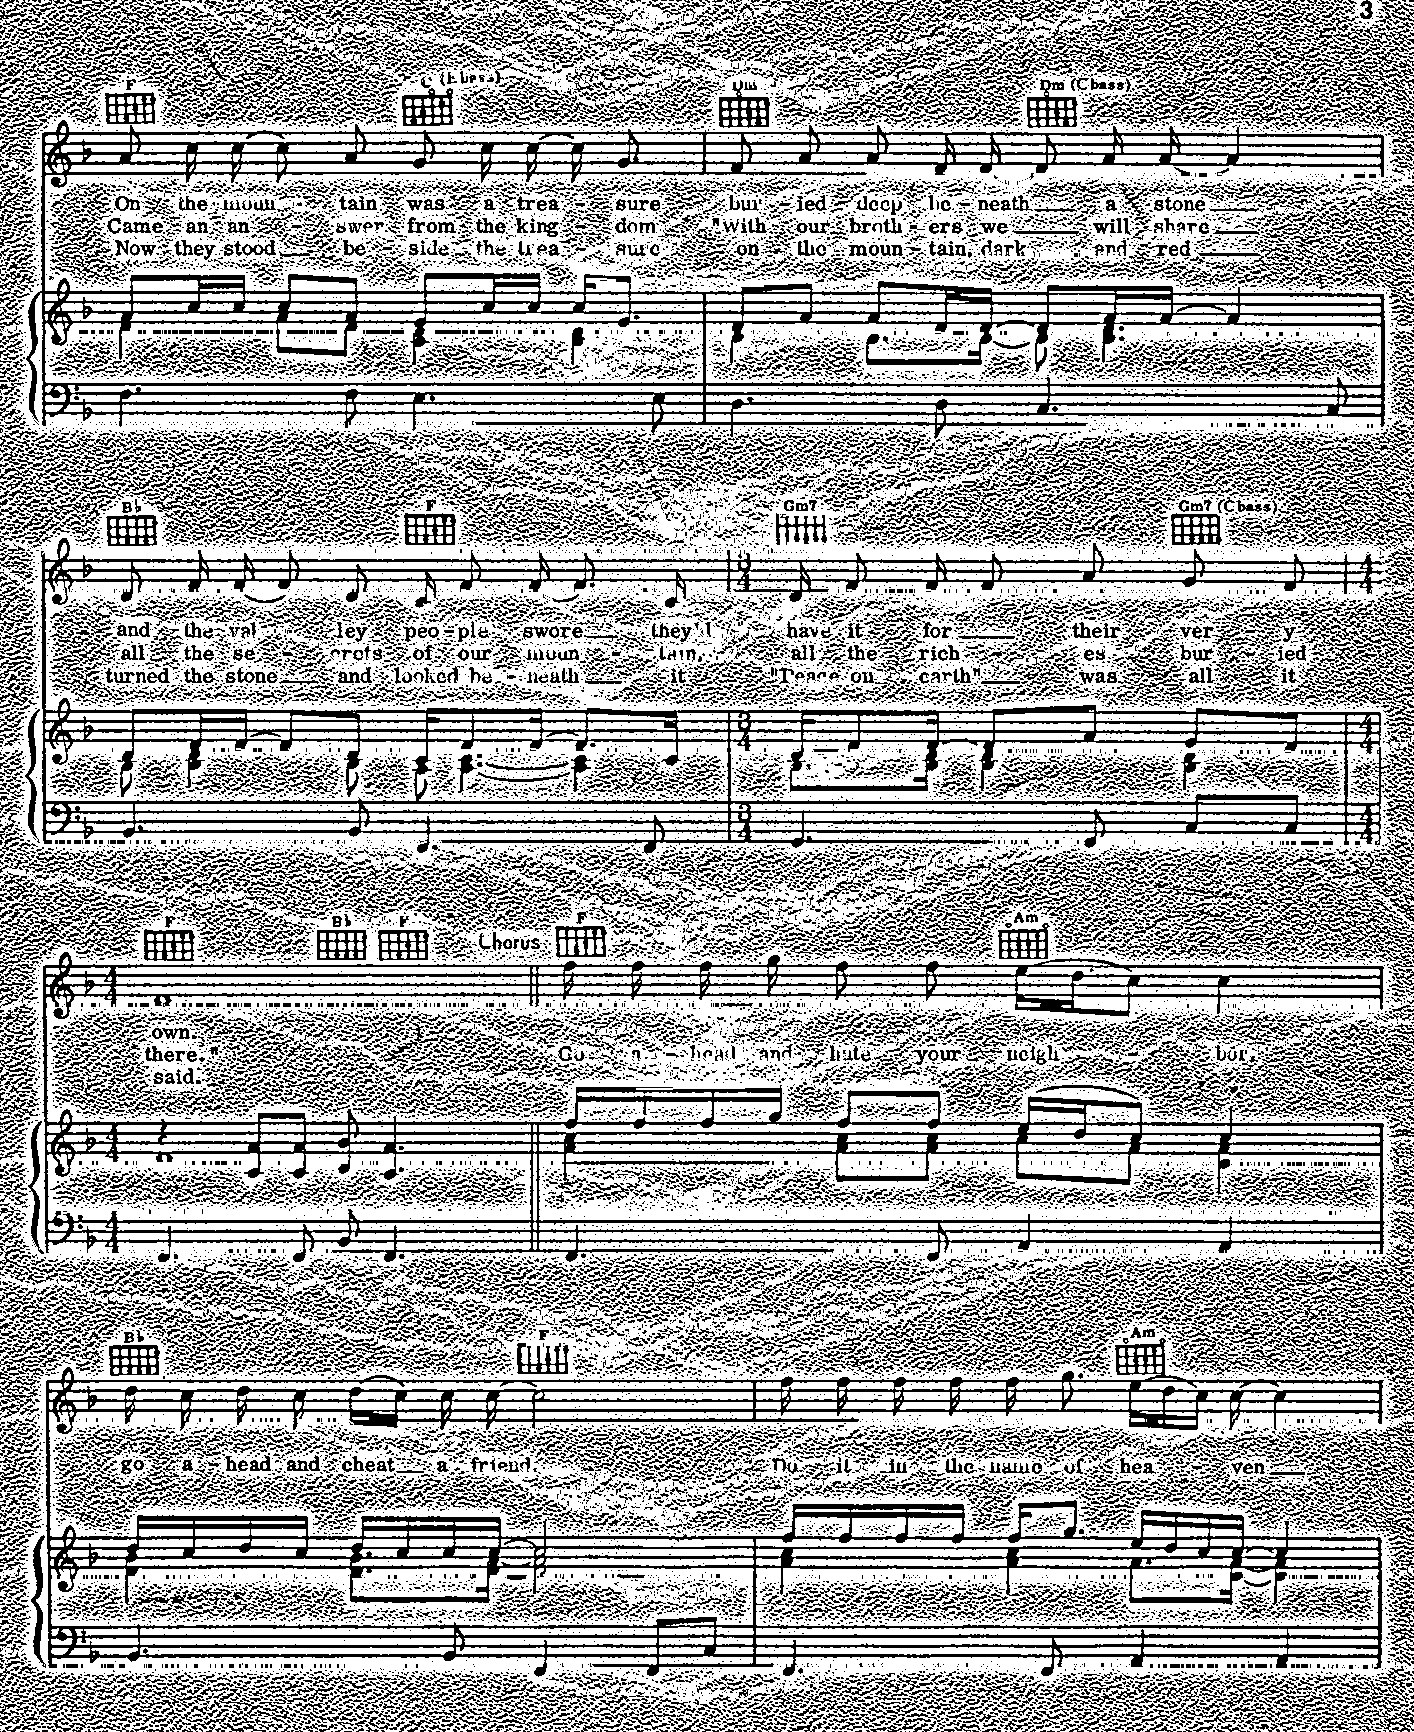 3
F C (E bass) Dm Dm (C bass)
On the moun - tain was a trea - sure bur - ied deep be - neath a stone
Came an an - swer from the king - dom "With our broth - ers we will share
Now they stood be - side the trea - sure on the moun - tain, dark and red
B♭ F Gm7 Gm7 (C bass)
3 4 4 4
and the val - ley peo - ple swore they'd have it for their ver - y
all the se - crets of our moun - tain, all the rich - es bur - ied
turned the stone and looked be - neath it "Peace on earth" was all it
3 4 4 4
3 4 4 4
F B♭ F Chorus F Am
4 4
own.
there." Go a - head and hate your neigh - bor,
said.
4 4
4 4
B♭ F Am
go a - head and cheat a friend. Do it in the name of hea - ven